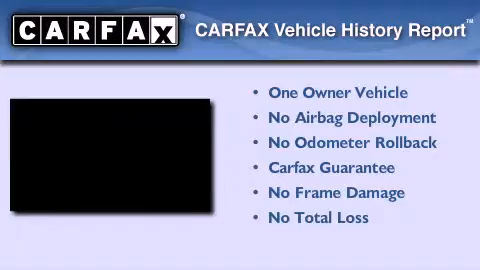 CARFAX® CARFAX Vehicle History Report™
• One Owner Vehicle
• No Airbag Deployment
• No Odometer Rollback
• Carfax Guarantee
• No Frame Damage
• No Total Loss